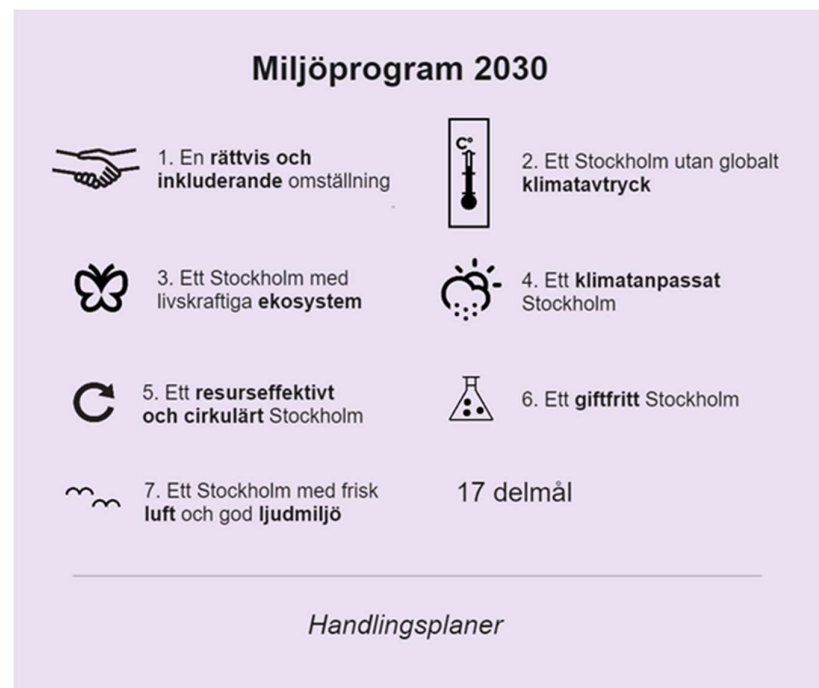 Miljöprogram 2030
1. En rättvis och
inkluderande omställning
C°
2. Ett Stockholm utan globalt
klimatavtryck
3. Ett Stockholm med
livskraftiga ekosystem
4. Ett klimatanpassat
Stockholm
5. Ett resurseffektivt
och cirkulärt Stockholm
6. Ett giftfritt Stockholm
7. Ett Stockholm med frisk
luft och god ljudmiljö
17 delmål
Handlingsplaner